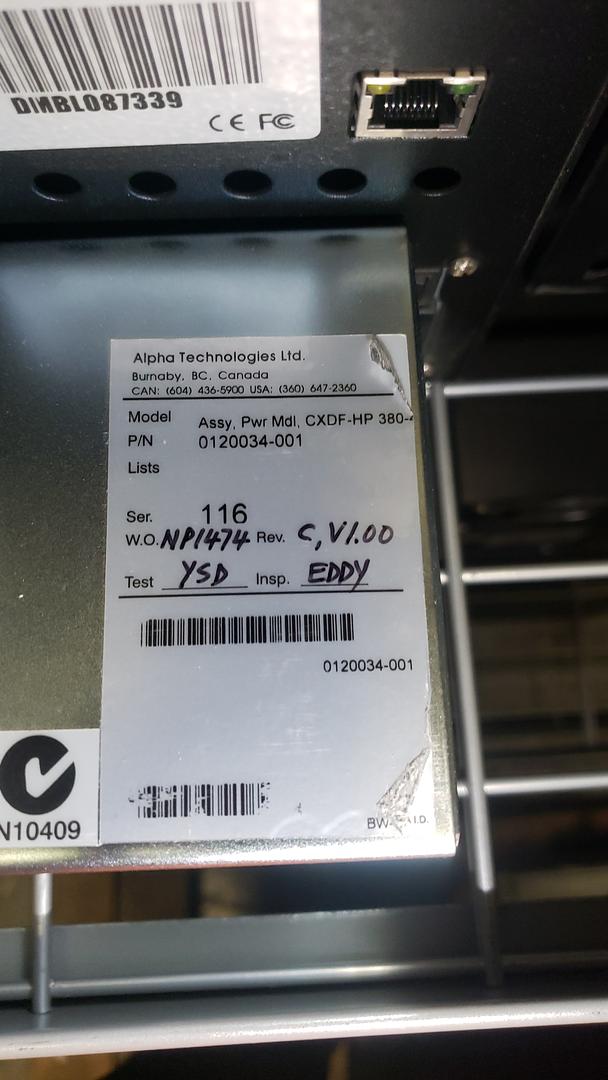 DMBL087339
CE FC
Alpha Technologies Ltd.
Burnaby, BC, Canada
CAN: (604) 436-5900 USA: (360) 647-2360
Model Assy, Pwr Mdl, CXDF-HP 380-
P/N 0120034-001
Lists
Ser. 116
W.O. NP1474 Rev. C, V1.00
Test YSD Insp. EDDY
0120034-001
N10409